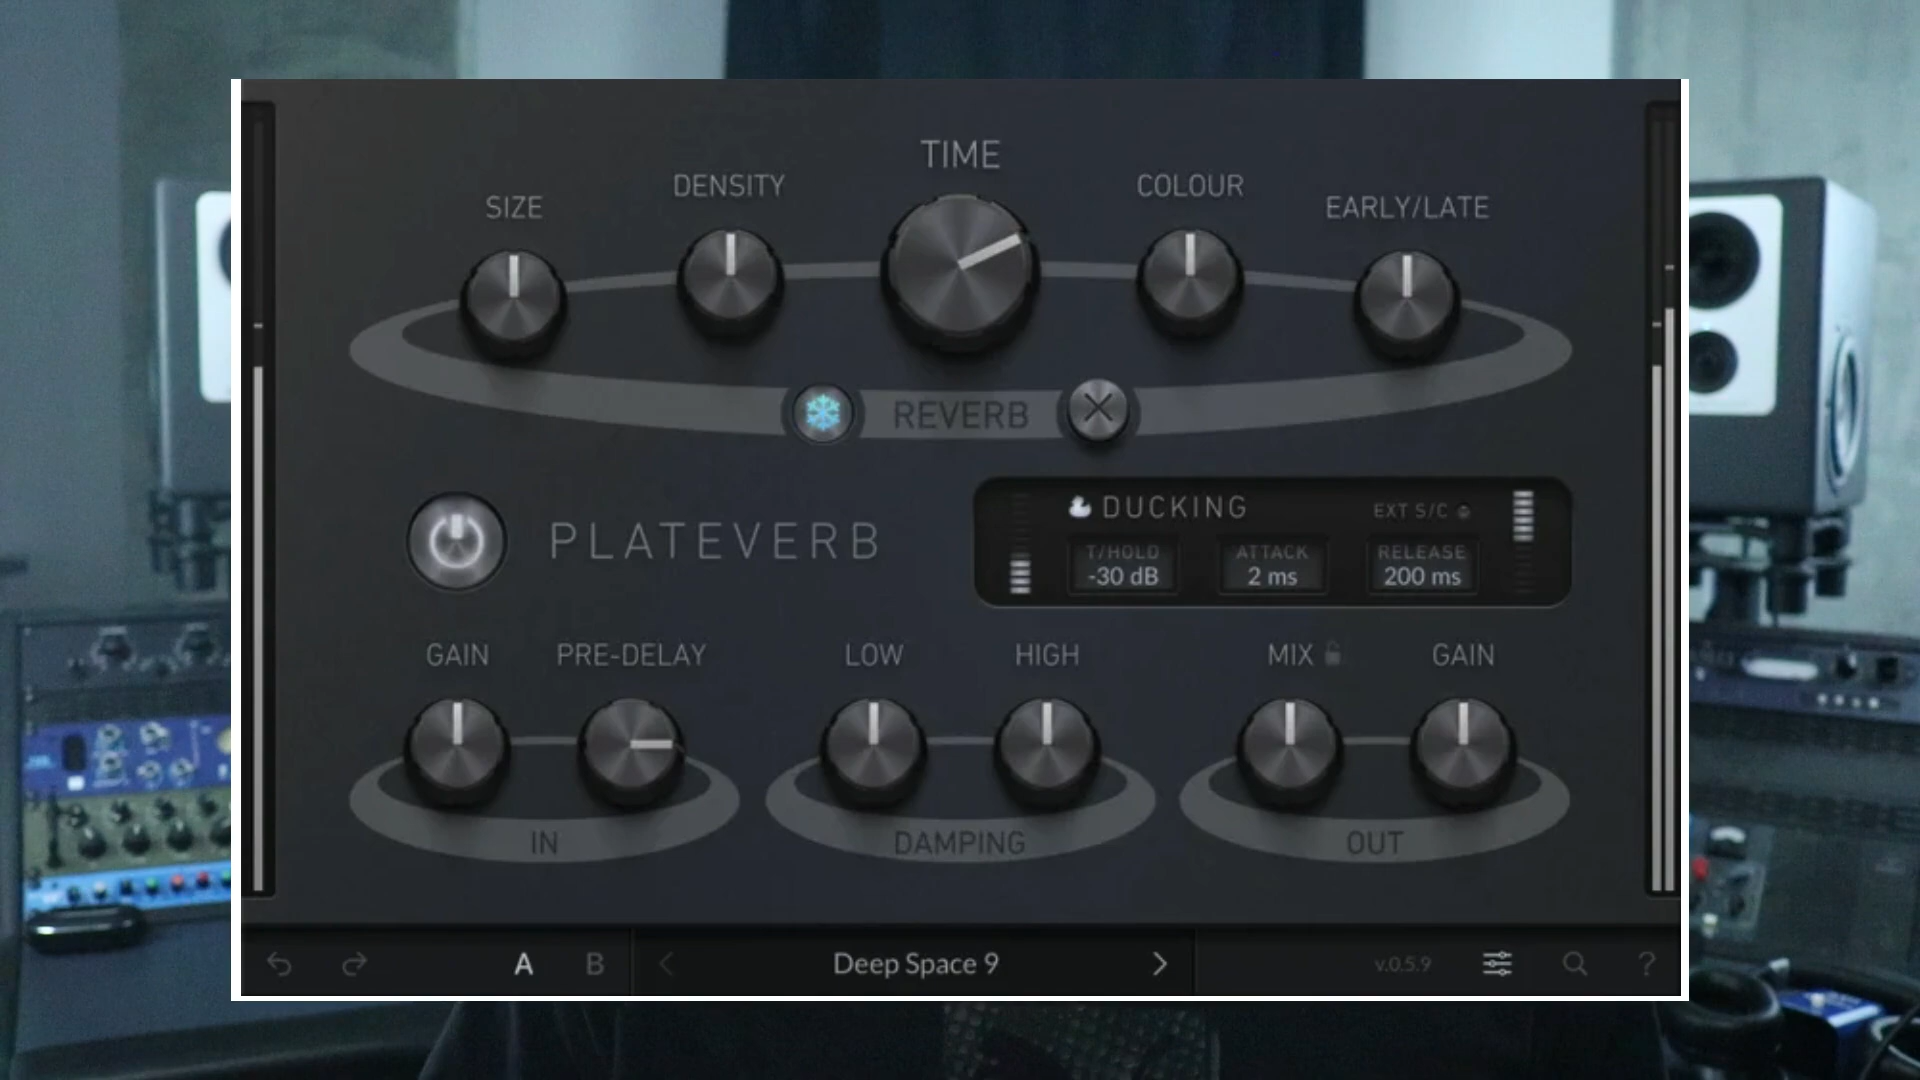 TIME
DENSITY
COLOUR
SIZE
EARLY/LATE
REVERB
PLATEVERB
DUCKING
EXT S/C
T/HOLD
-30 dB
ATTACK
2 ms
RELEASE
200 ms
GAIN
PRE-DELAY
LOW
HIGH
MIX
GAIN
IN
DAMPING
OUT
A
B
Deep Space 9
v.0.5.9
?